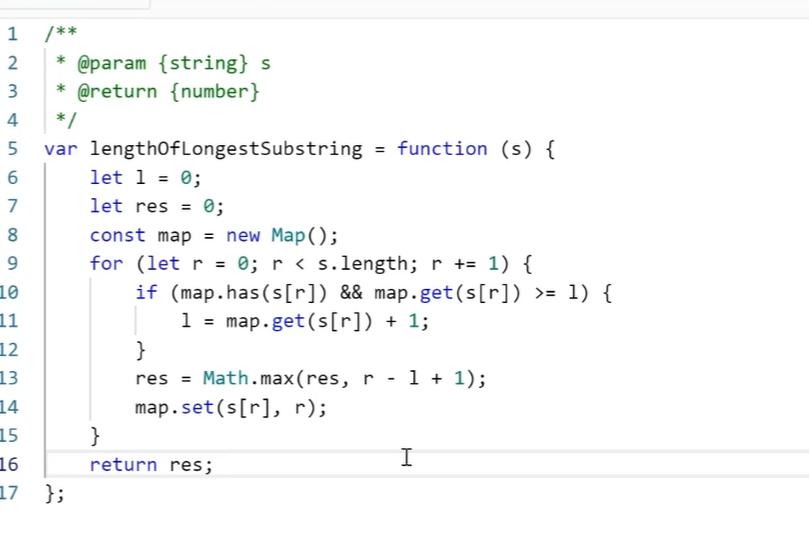 1 /**
2  * @param {string} s
3  * @return {number}
4  */
5 var lengthOfLongestSubstring = function (s) {
6     let l = 0;
7     let res = 0;
8     const map = new Map();
9     for (let r = 0; r < s.length; r += 1) {
10         if (map.has(s[r]) && map.get(s[r]) >= l) {
11             l = map.get(s[r]) + 1;
12         }
13         res = Math.max(res, r - l + 1);
14         map.set(s[r], r);
15     }
16     return res;
17 };